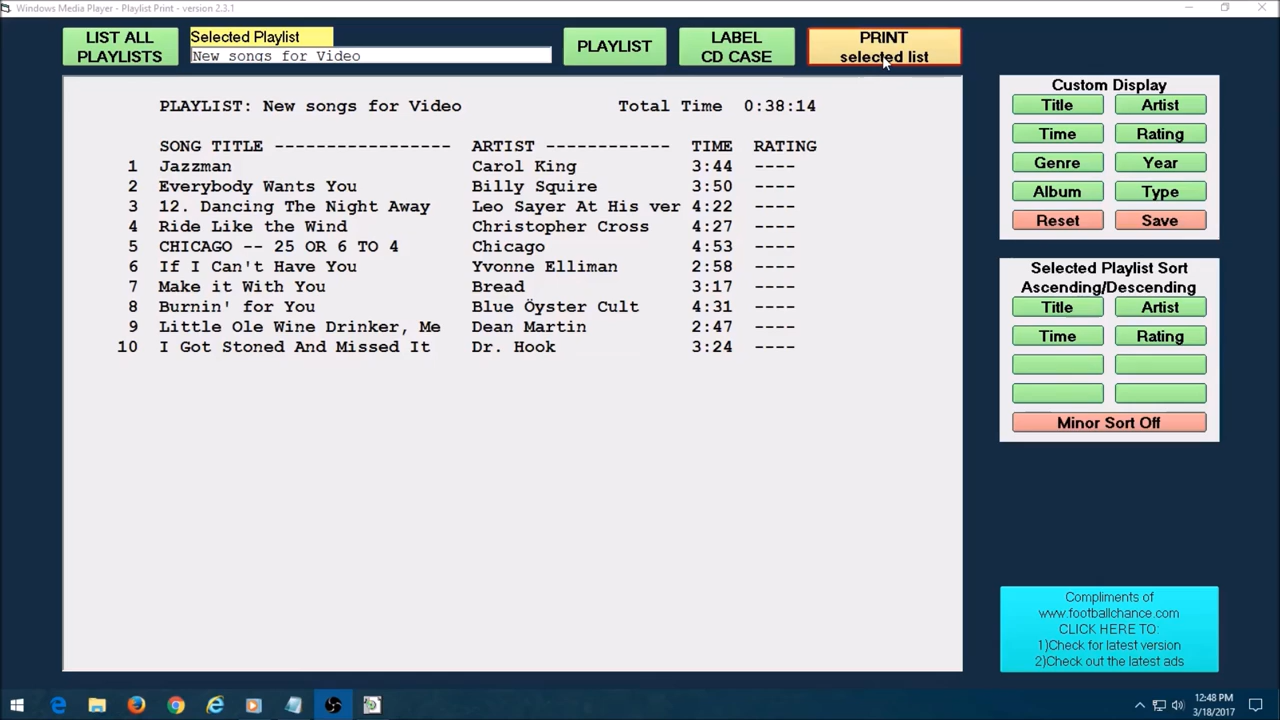 Windows Media Player - Playlist Print - version 2.3.1
LIST ALL
PLAYLISTS
Selected Playlist
New songs for Video
PLAYLIST
LABEL
CD CASE
PRINT
selected list
PLAYLIST: New songs for Video Total Time 0:38:14
SONG TITLE ----------------- ARTIST ------------ TIME RATING
1 Jazzman Carol King 3:44 ----
2 Everybody Wants You Billy Squire 3:50 ----
3 12. Dancing The Night Away Leo Sayer At His ver 4:22 ----
4 Ride Like the Wind Christopher Cross 4:27 ----
5 CHICAGO -- 25 OR 6 TO 4 Chicago 4:53 ----
6 If I Can't Have You Yvonne Elliman 2:58 ----
7 Make it With You Bread 3:17 ----
8 Burnin' for You Blue Öyster Cult 4:31 ----
9 Little Ole Wine Drinker, Me Dean Martin 2:47 ----
10 I Got Stoned And Missed It Dr. Hook 3:24 ----
Custom Display
Title Artist
Time Rating
Genre Year
Album Type
Reset Save
Selected Playlist Sort
Ascending/Descending
Title Artist
Time Rating
Minor Sort Off
Compliments of
www.footballchance.com
CLICK HERE TO:
1)Check for latest version
2)Check out the latest ads
12:48 PM
3/18/2017